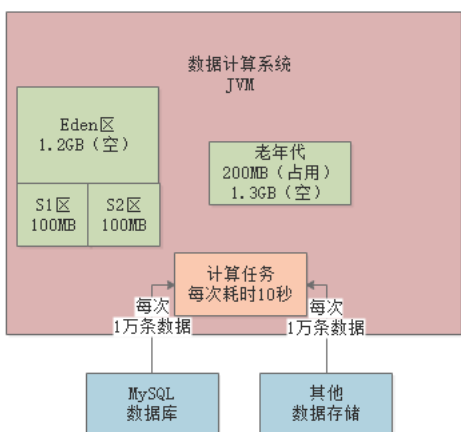 数据计算系统
JVM
Eden区
1.2GB（空）
老年代
200MB（占用）
1.3GB（空）
S1区
100MB
S2区
100MB
计算任务
每次耗时10秒
每次
1万条数据
每次
1万条数据
MySQL
数据库
其他
数据存储